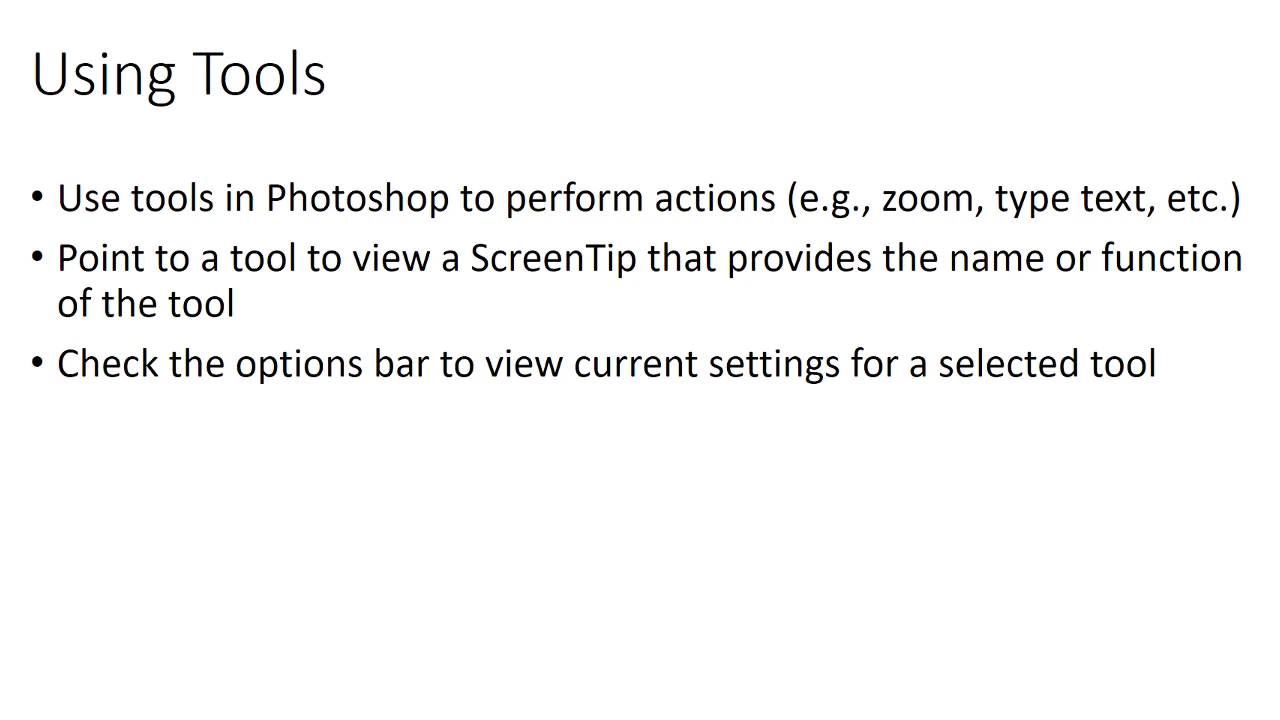 Using Tools
• Use tools in Photoshop to perform actions (e.g., zoom, type text, etc.)
• Point to a tool to view a ScreenTip that provides the name or function
of the tool
• Check the options bar to view current settings for a selected tool